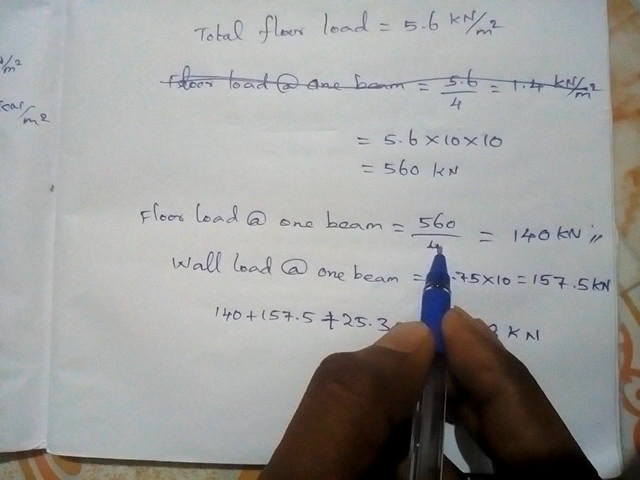 Total floor load = 5.6 KN/m²
N/m²
Floor load @ one beam = 5.6/4 = 1.4 KN/m²
/m²
= 5.6 × 10 × 10
= 560 KN
Floor load @ one beam = 560/4 = 140 KN //
Wall load @ one beam = .75 × 10 = 157.5 KN
140 + 157.5 + 25.3 KN